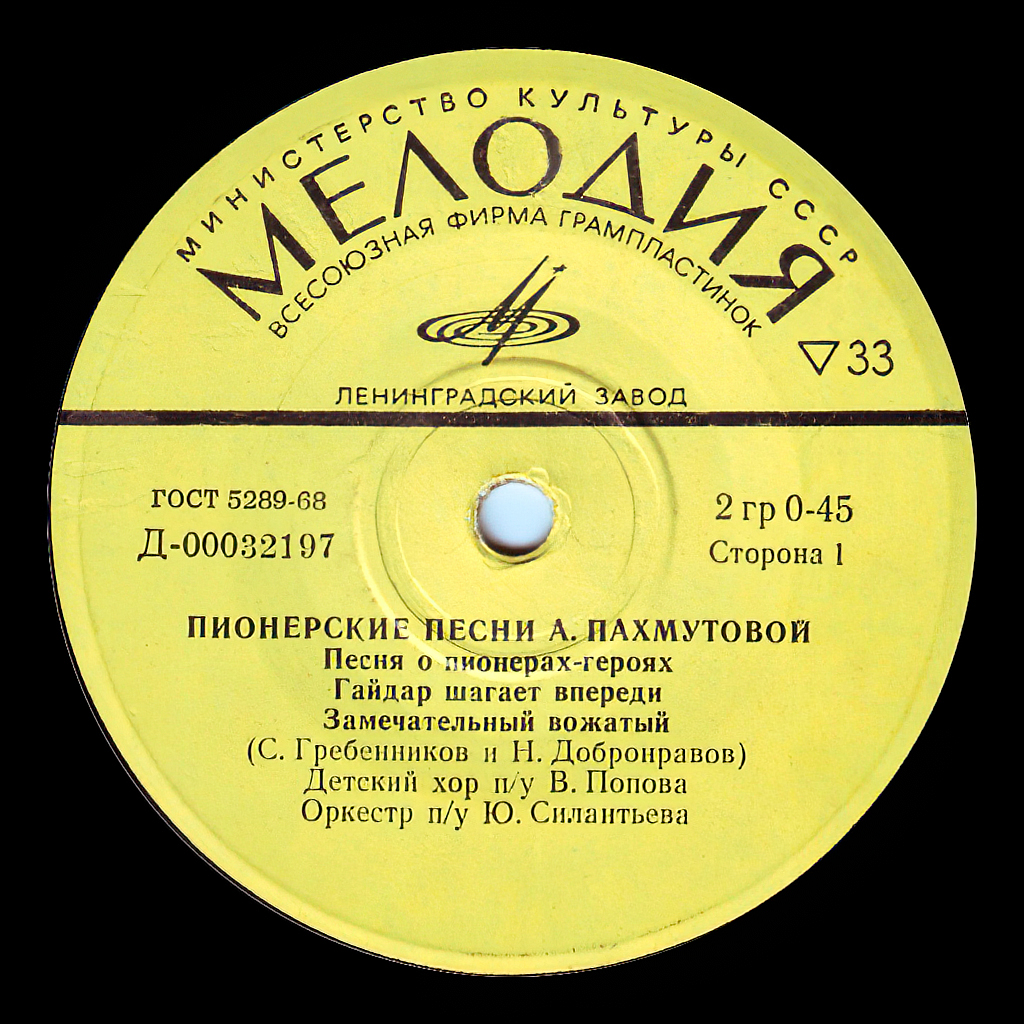 МИНИСТЕРСТВО КУЛЬТУРЫ СССР
МЕЛОДИЯ
ВСЕСОЮЗНАЯ ФИРМА ГРАМПЛАСТИНОК
▽33
ЛЕНИНГРАДСКИЙ ЗАВОД
ГОСТ 5289-68
Д-00032197
2 гр 0-45
Сторона 1
ПИОНЕРСКИЕ ПЕСНИ А. ПАХМУТОВОЙ
Песня о пионерах-героях
Гайдар шагает впереди
Замечательный вожатый
(С. Гребенников и Н. Добронравов)
Детский хор п/у В. Попова
Оркестр п/у Ю. Силантьева